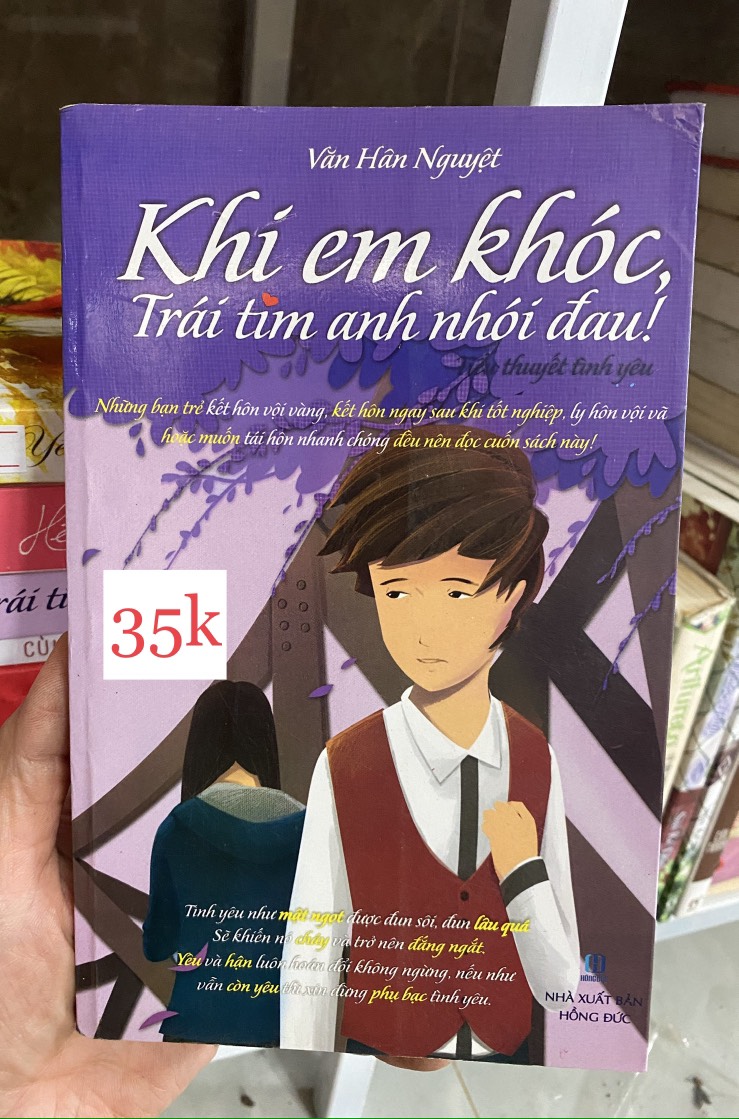 Văn Hân Nguyệt
Khi em khóc,
Trái tim anh nhói đau!
Tiểu thuyết tình yêu
Những bạn trẻ kết hôn vội vàng, kết hôn ngay sau khi tốt nghiệp, ly hôn vội vã
hoặc muốn tái hôn nhanh chóng đều nên đọc cuốn sách này!
35k
Tình yêu như mật ngọt được đun sôi, đun lâu quá
Sẽ khiến nó cháy và trở nên đắng ngắt.
Yêu và hận luôn hoán đổi không ngừng, nếu như
vẫn còn yêu thì xin đừng phụ bạc tình yêu.
NHÀ XUẤT BẢN
HỒNG ĐỨC